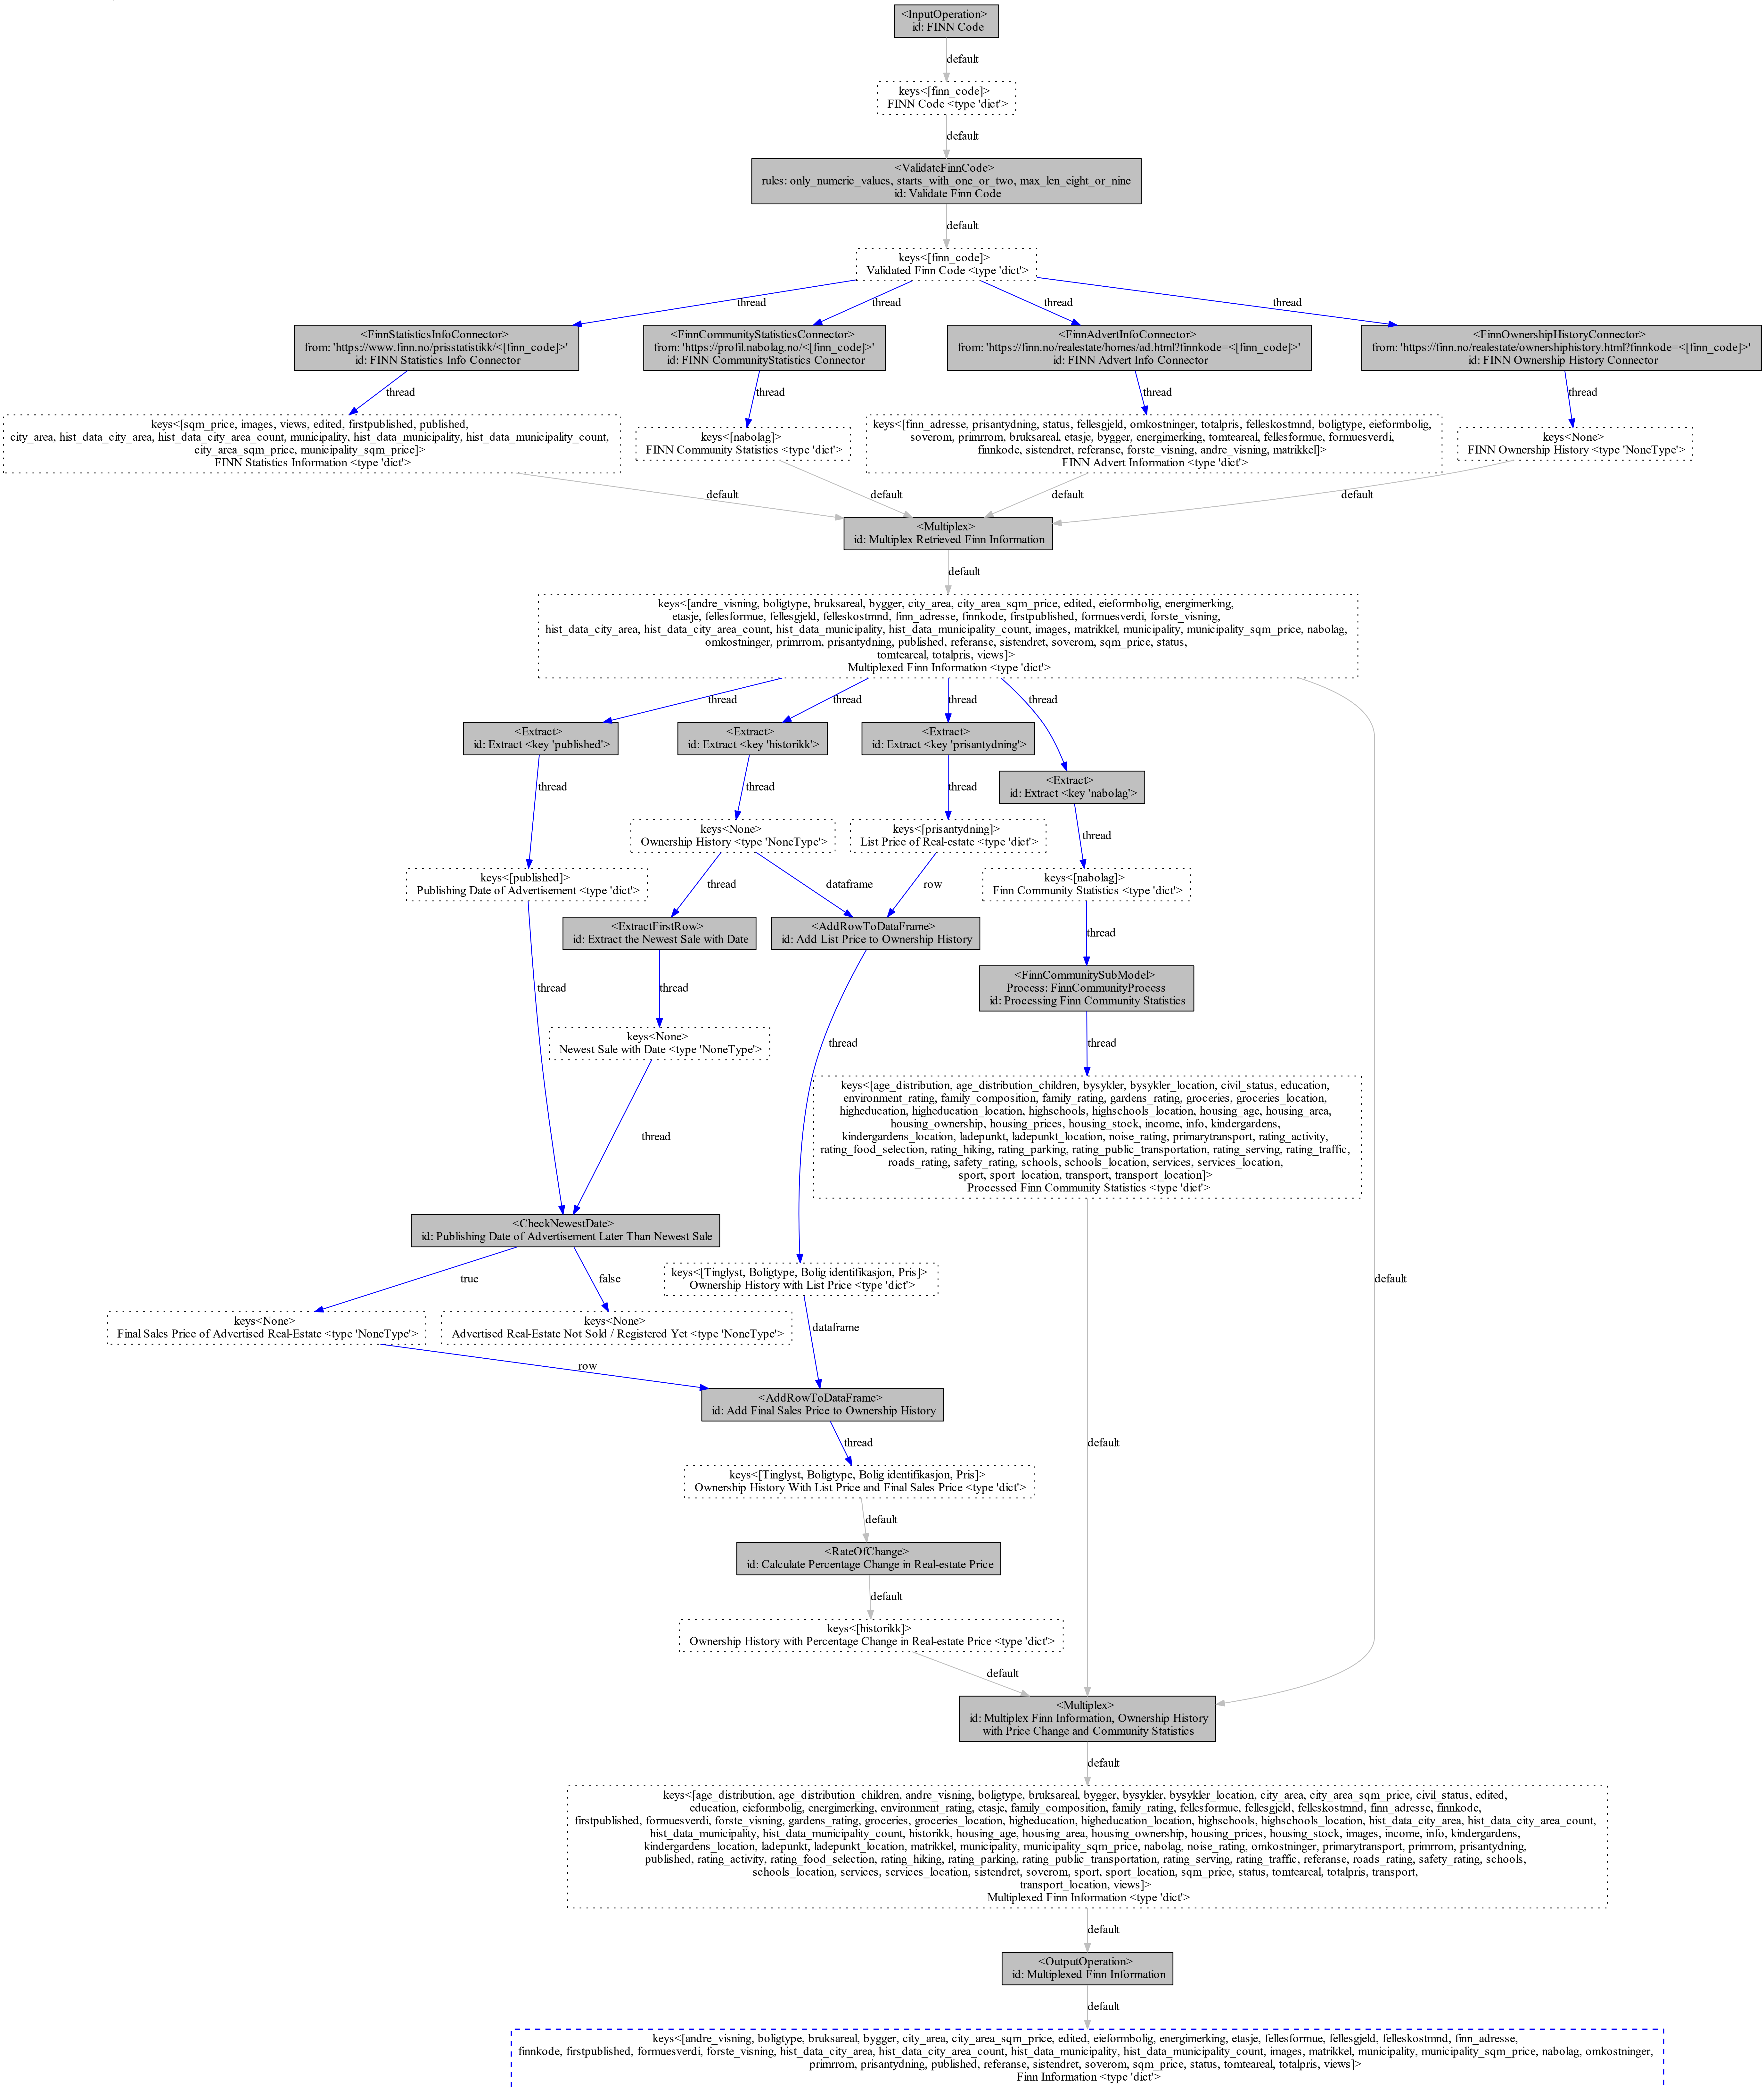 <InputOperation>
id: FINN Code
default
keys<[finn_code]>
FINN Code <type 'dict'>
default
<ValidateFinnCode>
rules: only_numeric_values, starts_with_one_or_two, max_len_eight_or_nine
id: Validate Finn Code
default
keys<[finn_code]>
Validated Finn Code <type 'dict'>
thread
thread
thread
thread
<FinnStatisticsInfoConnector>
from: 'https://www.finn.no/prisstatistikk/<[finn_code]>'
id: FINN Statistics Info Connector
<FinnCommunityStatisticsConnector>
from: 'https://profil.nabolag.no/<[finn_code]>'
id: FINN CommunityStatistics Connector
<FinnAdvertInfoConnector>
from: 'https://finn.no/realestate/homes/ad.html?finnkode=<[finn_code]>'
id: FINN Advert Info Connector
<FinnOwnershipHistoryConnector>
from: 'https://finn.no/realestate/ownershiphistory.html?finnkode=<[finn_code]>'
id: FINN Ownership History Connector
thread
thread
thread
thread
keys<[sqm_price, images, views, edited, firstpublished, published,
city_area, hist_data_city_area, hist_data_city_area_count, municipality, hist_data_municipality, hist_data_municipality_count,
city_area_sqm_price, municipality_sqm_price]>
FINN Statistics Information <type 'dict'>
keys<[nabolag]>
FINN Community Statistics <type 'dict'>
keys<[finn_adresse, prisantydning, status, fellesgjeld, omkostninger, totalpris, felleskostmnd, boligtype, eieformbolig,
soverom, primrrom, bruksareal, etasje, bygger, energimerking, tomteareal, fellesformue, formuesverdi,
finnkode, sistendret, referanse, forste_visning, andre_visning, matrikkel]>
FINN Advert Information <type 'dict'>
keys<None>
FINN Ownership History <type 'NoneType'>
default
default
default
default
<Multiplex>
id: Multiplex Retrieved Finn Information
default
keys<[andre_visning, boligtype, bruksareal, bygger, city_area, city_area_sqm_price, edited, eieformbolig, energimerking,
etasje, fellesformue, fellesgjeld, felleskostmnd, finn_adresse, finnkode, firstpublished, formuesverdi, forste_visning,
hist_data_city_area, hist_data_city_area_count, hist_data_municipality, hist_data_municipality_count, images, matrikkel, municipality, municipality_sqm_price, nabolag,
omkostninger, primrrom, prisantydning, published, referanse, sistendret, soverom, sqm_price, status,
tomteareal, totalpris, views]>
Multiplexed Finn Information <type 'dict'>
thread
thread
thread
thread
<Extract>
id: Extract <key 'published'>
<Extract>
id: Extract <key 'historikk'>
<Extract>
id: Extract <key 'prisantydning'>
<Extract>
id: Extract <key 'nabolag'>
thread
thread
thread
thread
keys<None>
Ownership History <type 'NoneType'>
keys<[prisantydning]>
List Price of Real-estate <type 'dict'>
keys<[published]>
Publishing Date of Advertisement <type 'dict'>
keys<[nabolag]>
Finn Community Statistics <type 'dict'>
thread
dataframe
row
<ExtractFirstRow>
id: Extract the Newest Sale with Date
<AddRowToDataFrame>
id: Add List Price to Ownership History
thread
<FinnCommunitySubModel>
Process: FinnCommunityProcess
id: Processing Finn Community Statistics
thread
thread
keys<None>
Newest Sale with Date <type 'NoneType'>
thread
thread
keys<[age_distribution, age_distribution_children, bysykler, bysykler_location, civil_status, education,
environment_rating, family_composition, family_rating, gardens_rating, groceries, groceries_location,
higheducation, higheducation_location, highschools, highschools_location, housing_age, housing_area,
housing_ownership, housing_prices, housing_stock, income, info, kindergardens,
kindergardens_location, ladepunkt, ladepunkt_location, noise_rating, primarytransport, rating_activity,
rating_food_selection, rating_hiking, rating_parking, rating_public_transportation, rating_serving, rating_traffic,
roads_rating, safety_rating, schools, schools_location, services, services_location,
sport, sport_location, transport, transport_location]>
Processed Finn Community Statistics <type 'dict'>
thread
<CheckNewestDate>
id: Publishing Date of Advertisement Later Than Newest Sale
true
false
keys<[Tinglyst, Boligtype, Bolig identifikasjon, Pris]>
Ownership History with List Price <type 'dict'>
default
keys<None>
Final Sales Price of Advertised Real-Estate <type 'NoneType'>
keys<None>
Advertised Real-Estate Not Sold / Registered Yet <type 'NoneType'>
dataframe
row
<AddRowToDataFrame>
id: Add Final Sales Price to Ownership History
thread
default
keys<[Tinglyst, Boligtype, Bolig identifikasjon, Pris]>
Ownership History With List Price and Final Sales Price <type 'dict'>
default
<RateOfChange>
id: Calculate Percentage Change in Real-estate Price
default
keys<[historikk]>
Ownership History with Percentage Change in Real-estate Price <type 'dict'>
default
<Multiplex>
id: Multiplex Finn Information, Ownership History
with Price Change and Community Statistics
default
keys<[age_distribution, age_distribution_children, andre_visning, boligtype, bruksareal, bygger, bysykler, bysykler_location, city_area, city_area_sqm_price, civil_status, edited,
education, eieformbolig, energimerking, environment_rating, etasje, family_composition, family_rating, fellesformue, fellesgjeld, felleskostmnd, finn_adresse, finnkode,
firstpublished, formuesverdi, forste_visning, gardens_rating, groceries, groceries_location, higheducation, higheducation_location, highschools, highschools_location, hist_data_city_area, hist_data_city_area_count,
hist_data_municipality, hist_data_municipality_count, historikk, housing_age, housing_area, housing_ownership, housing_prices, housing_stock, images, income, info, kindergardens,
kindergardens_location, ladepunkt, ladepunkt_location, matrikkel, municipality, municipality_sqm_price, nabolag, noise_rating, omkostninger, primarytransport, primrrom, prisantydning,
published, rating_activity, rating_food_selection, rating_hiking, rating_parking, rating_public_transportation, rating_serving, rating_traffic, referanse, roads_rating, safety_rating, schools,
schools_location, services, services_location, sistendret, soverom, sport, sport_location, sqm_price, status, tomteareal, totalpris, transport,
transport_location, views]>
Multiplexed Finn Information <type 'dict'>
default
<OutputOperation>
id: Multiplexed Finn Information
default
keys<[andre_visning, boligtype, bruksareal, bygger, city_area, city_area_sqm_price, edited, eieformbolig, energimerking, etasje, fellesformue, fellesgjeld, felleskostmnd, finn_adresse,
finnkode, firstpublished, formuesverdi, forste_visning, hist_data_city_area, hist_data_city_area_count, hist_data_municipality, hist_data_municipality_count, images, matrikkel, municipality, municipality_sqm_price, nabolag, omkostninger,
primrrom, prisantydning, published, referanse, sistendret, soverom, sqm_price, status, tomteareal, totalpris, views]>
Finn Information <type 'dict'>